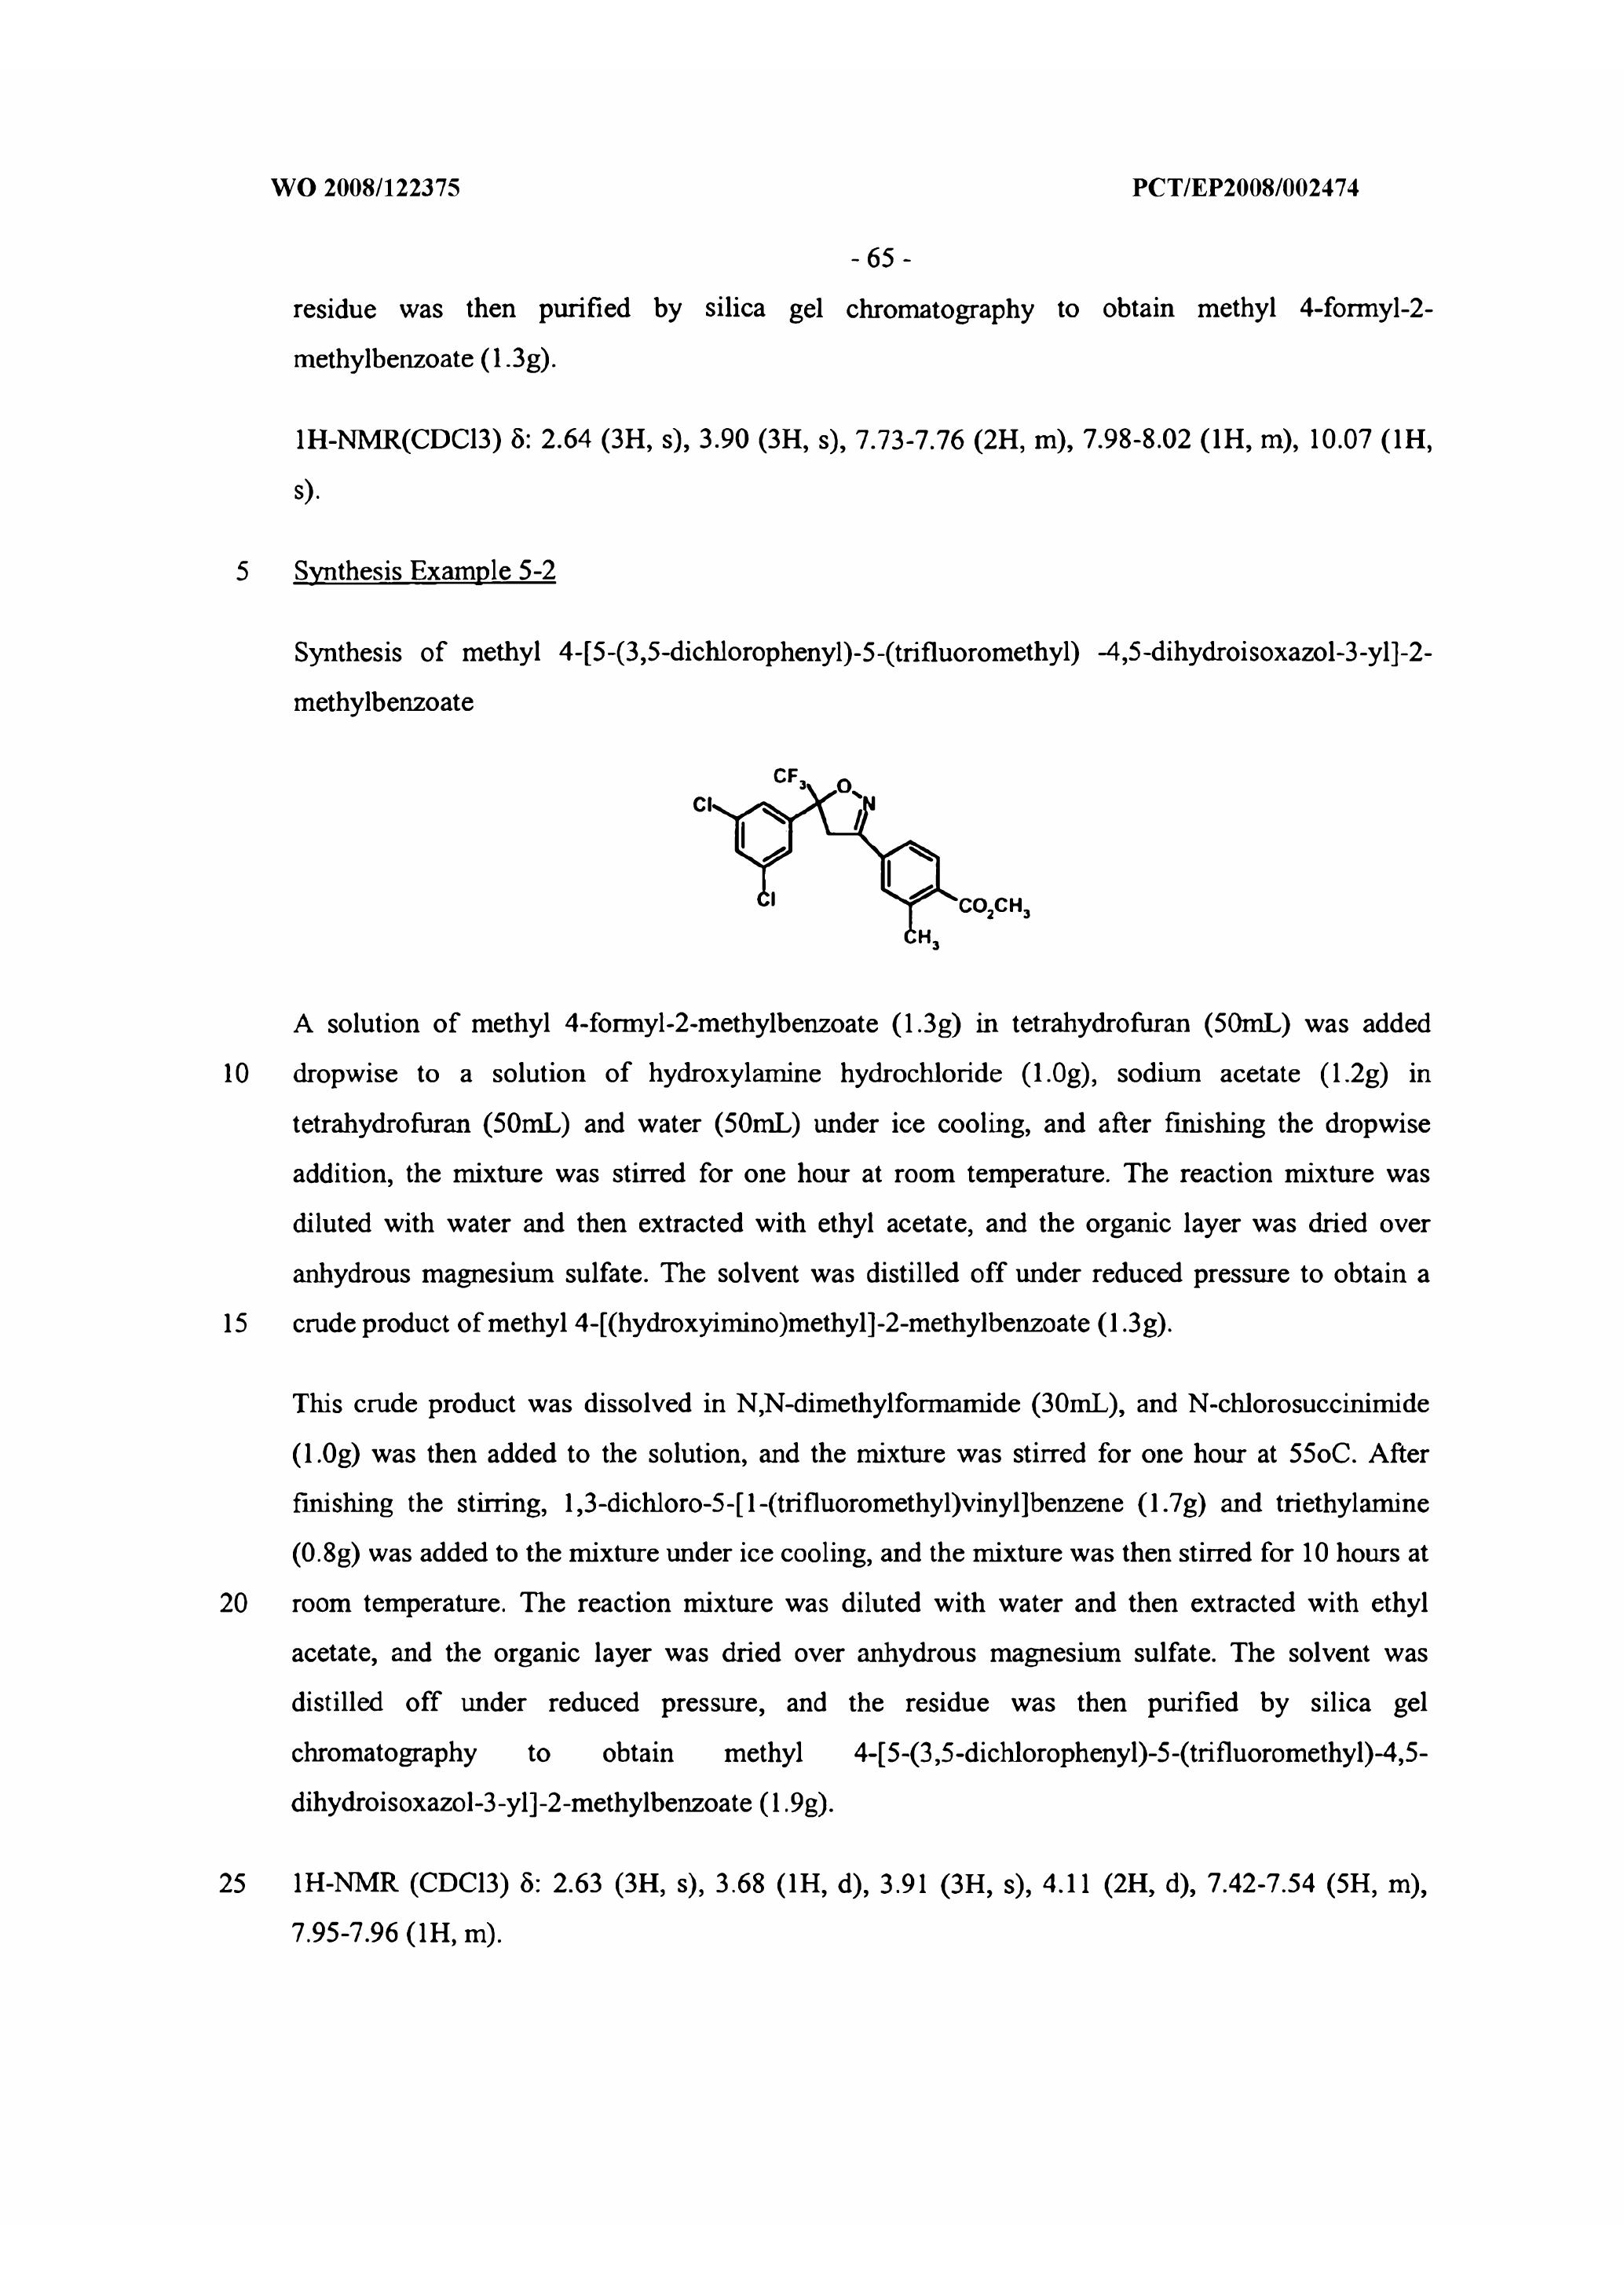 WO 2008/122375 PCT/EP2008/002474
- 65 -
residue was then purified by silica gel chromatography to obtain methyl 4-formyl-2-
methylbenzoate (1.3g).
1H-NMR(CDCl3) δ: 2.64 (3H, s), 3.90 (3H, s), 7.73-7.76 (2H, m), 7.98-8.02 (1H, m), 10.07 (1H,
s).
5 Synthesis Example 5-2
Synthesis of methyl 4-[5-(3,5-dichlorophenyl)-5-(trifluoromethyl) -4,5-dihydroisoxazol-3-yl]-2-
methylbenzoate
CF3 O
Cl N
Cl CO2CH3
CH3
A solution of methyl 4-formyl-2-methylbenzoate (1.3g) in tetrahydrofuran (50mL) was added
10 dropwise to a solution of hydroxylamine hydrochloride (1.0g), sodium acetate (1.2g) in
tetrahydrofuran (50mL) and water (50mL) under ice cooling, and after finishing the dropwise
addition, the mixture was stirred for one hour at room temperature. The reaction mixture was
diluted with water and then extracted with ethyl acetate, and the organic layer was dried over
anhydrous magnesium sulfate. The solvent was distilled off under reduced pressure to obtain a
15 crude product of methyl 4-[(hydroxyimino)methyl]-2-methylbenzoate (1.3g).
This crude product was dissolved in N,N-dimethylformamide (30mL), and N-chlorosuccinimide
(1.0g) was then added to the solution, and the mixture was stirred for one hour at 55oC. After
finishing the stirring, 1,3-dichloro-5-[1-(trifluoromethyl)vinyl]benzene (1.7g) and triethylamine
(0.8g) was added to the mixture under ice cooling, and the mixture was then stirred for 10 hours at
20 room temperature. The reaction mixture was diluted with water and then extracted with ethyl
acetate, and the organic layer was dried over anhydrous magnesium sulfate. The solvent was
distilled off under reduced pressure, and the residue was then purified by silica gel
chromatography to obtain methyl 4-[5-(3,5-dichlorophenyl)-5-(trifluoromethyl)-4,5-
dihydroisoxazol-3-yl]-2-methylbenzoate (1.9g).
25 1H-NMR (CDCl3) δ: 2.63 (3H, s), 3.68 (1H, d), 3.91 (3H, s), 4.11 (2H, d), 7.42-7.54 (5H, m),
7.95-7.96 (1H, m).